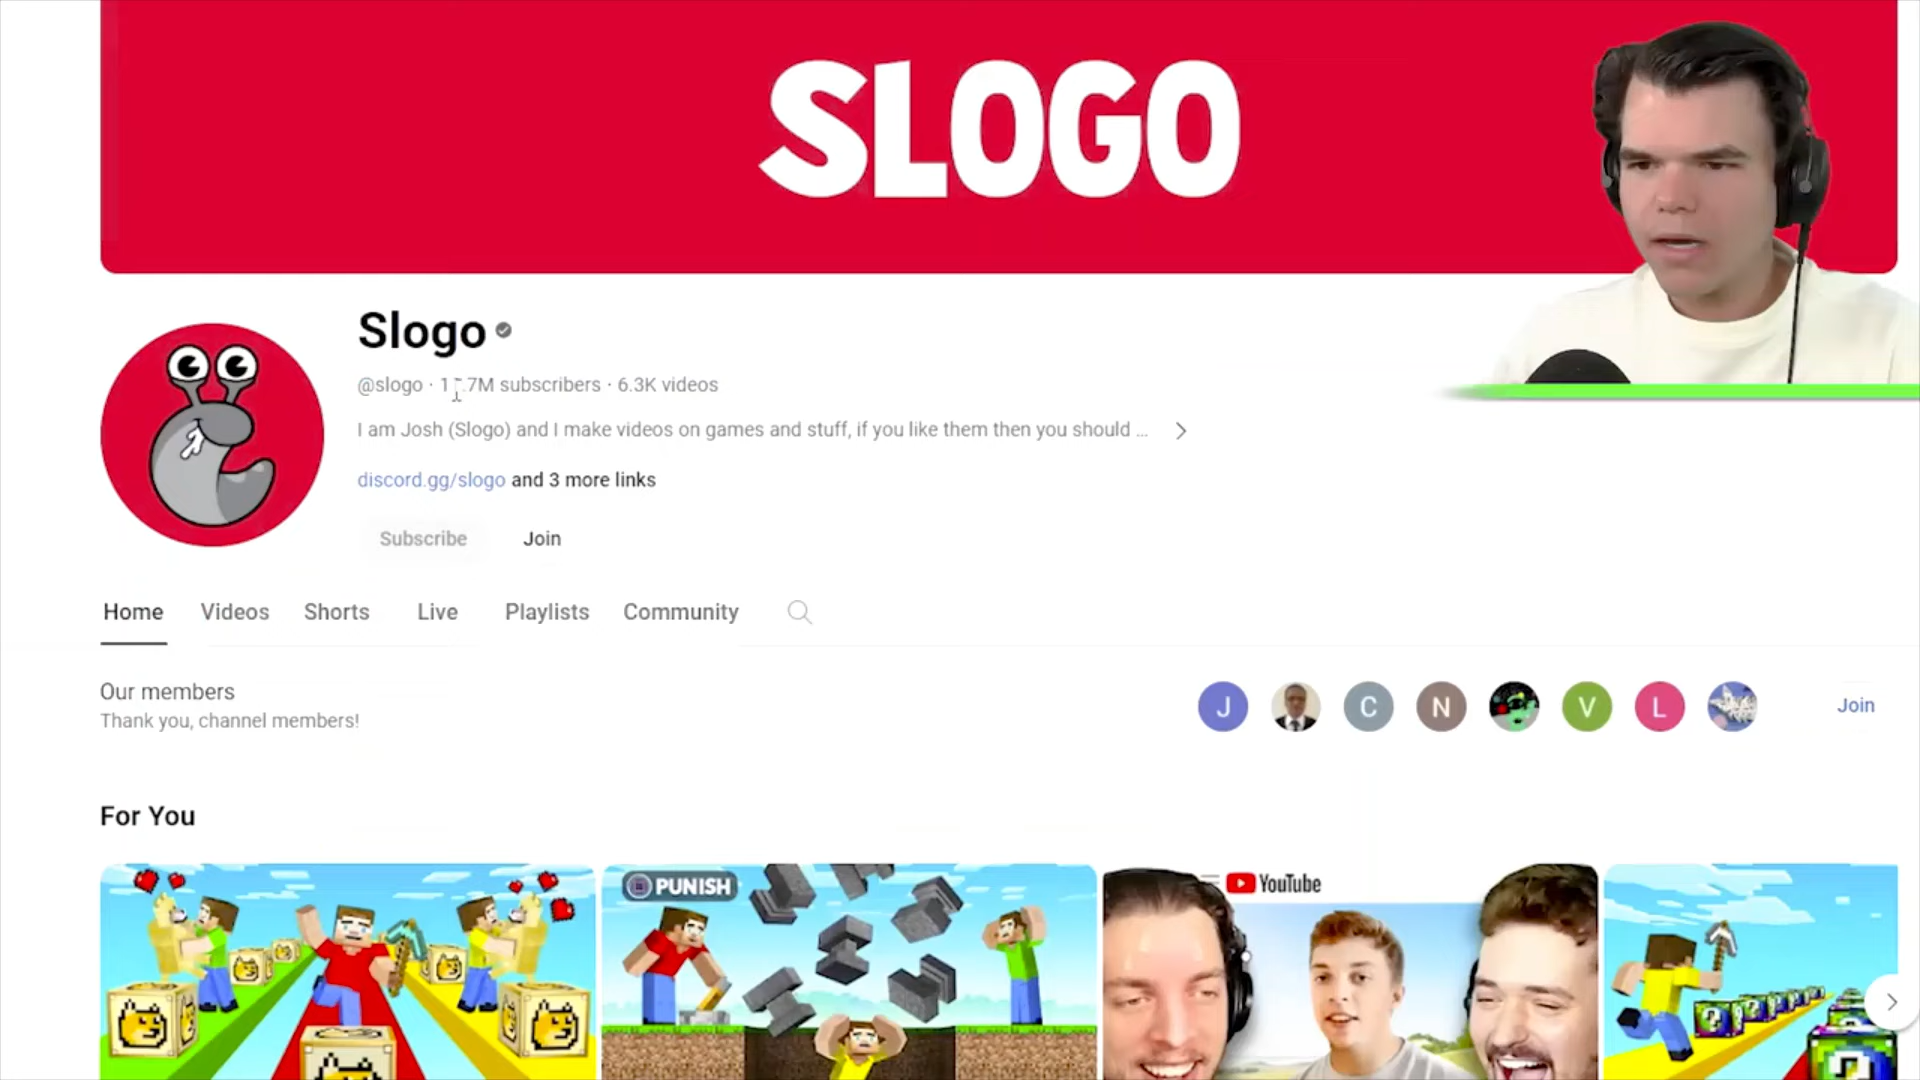 SLOGO
Slogo
@slogo · 1 .7M subscribers · 6.3K videos
I am Josh (Slogo) and I make videos on games and stuff, if you like them then you should ...
discord.gg/slogo and 3 more links
Subscribe Join
Home Videos Shorts Live Playlists Community
Our members
Thank you, channel members!
J C N V L Join
For You
PUNISH
YouTube
? ?
?